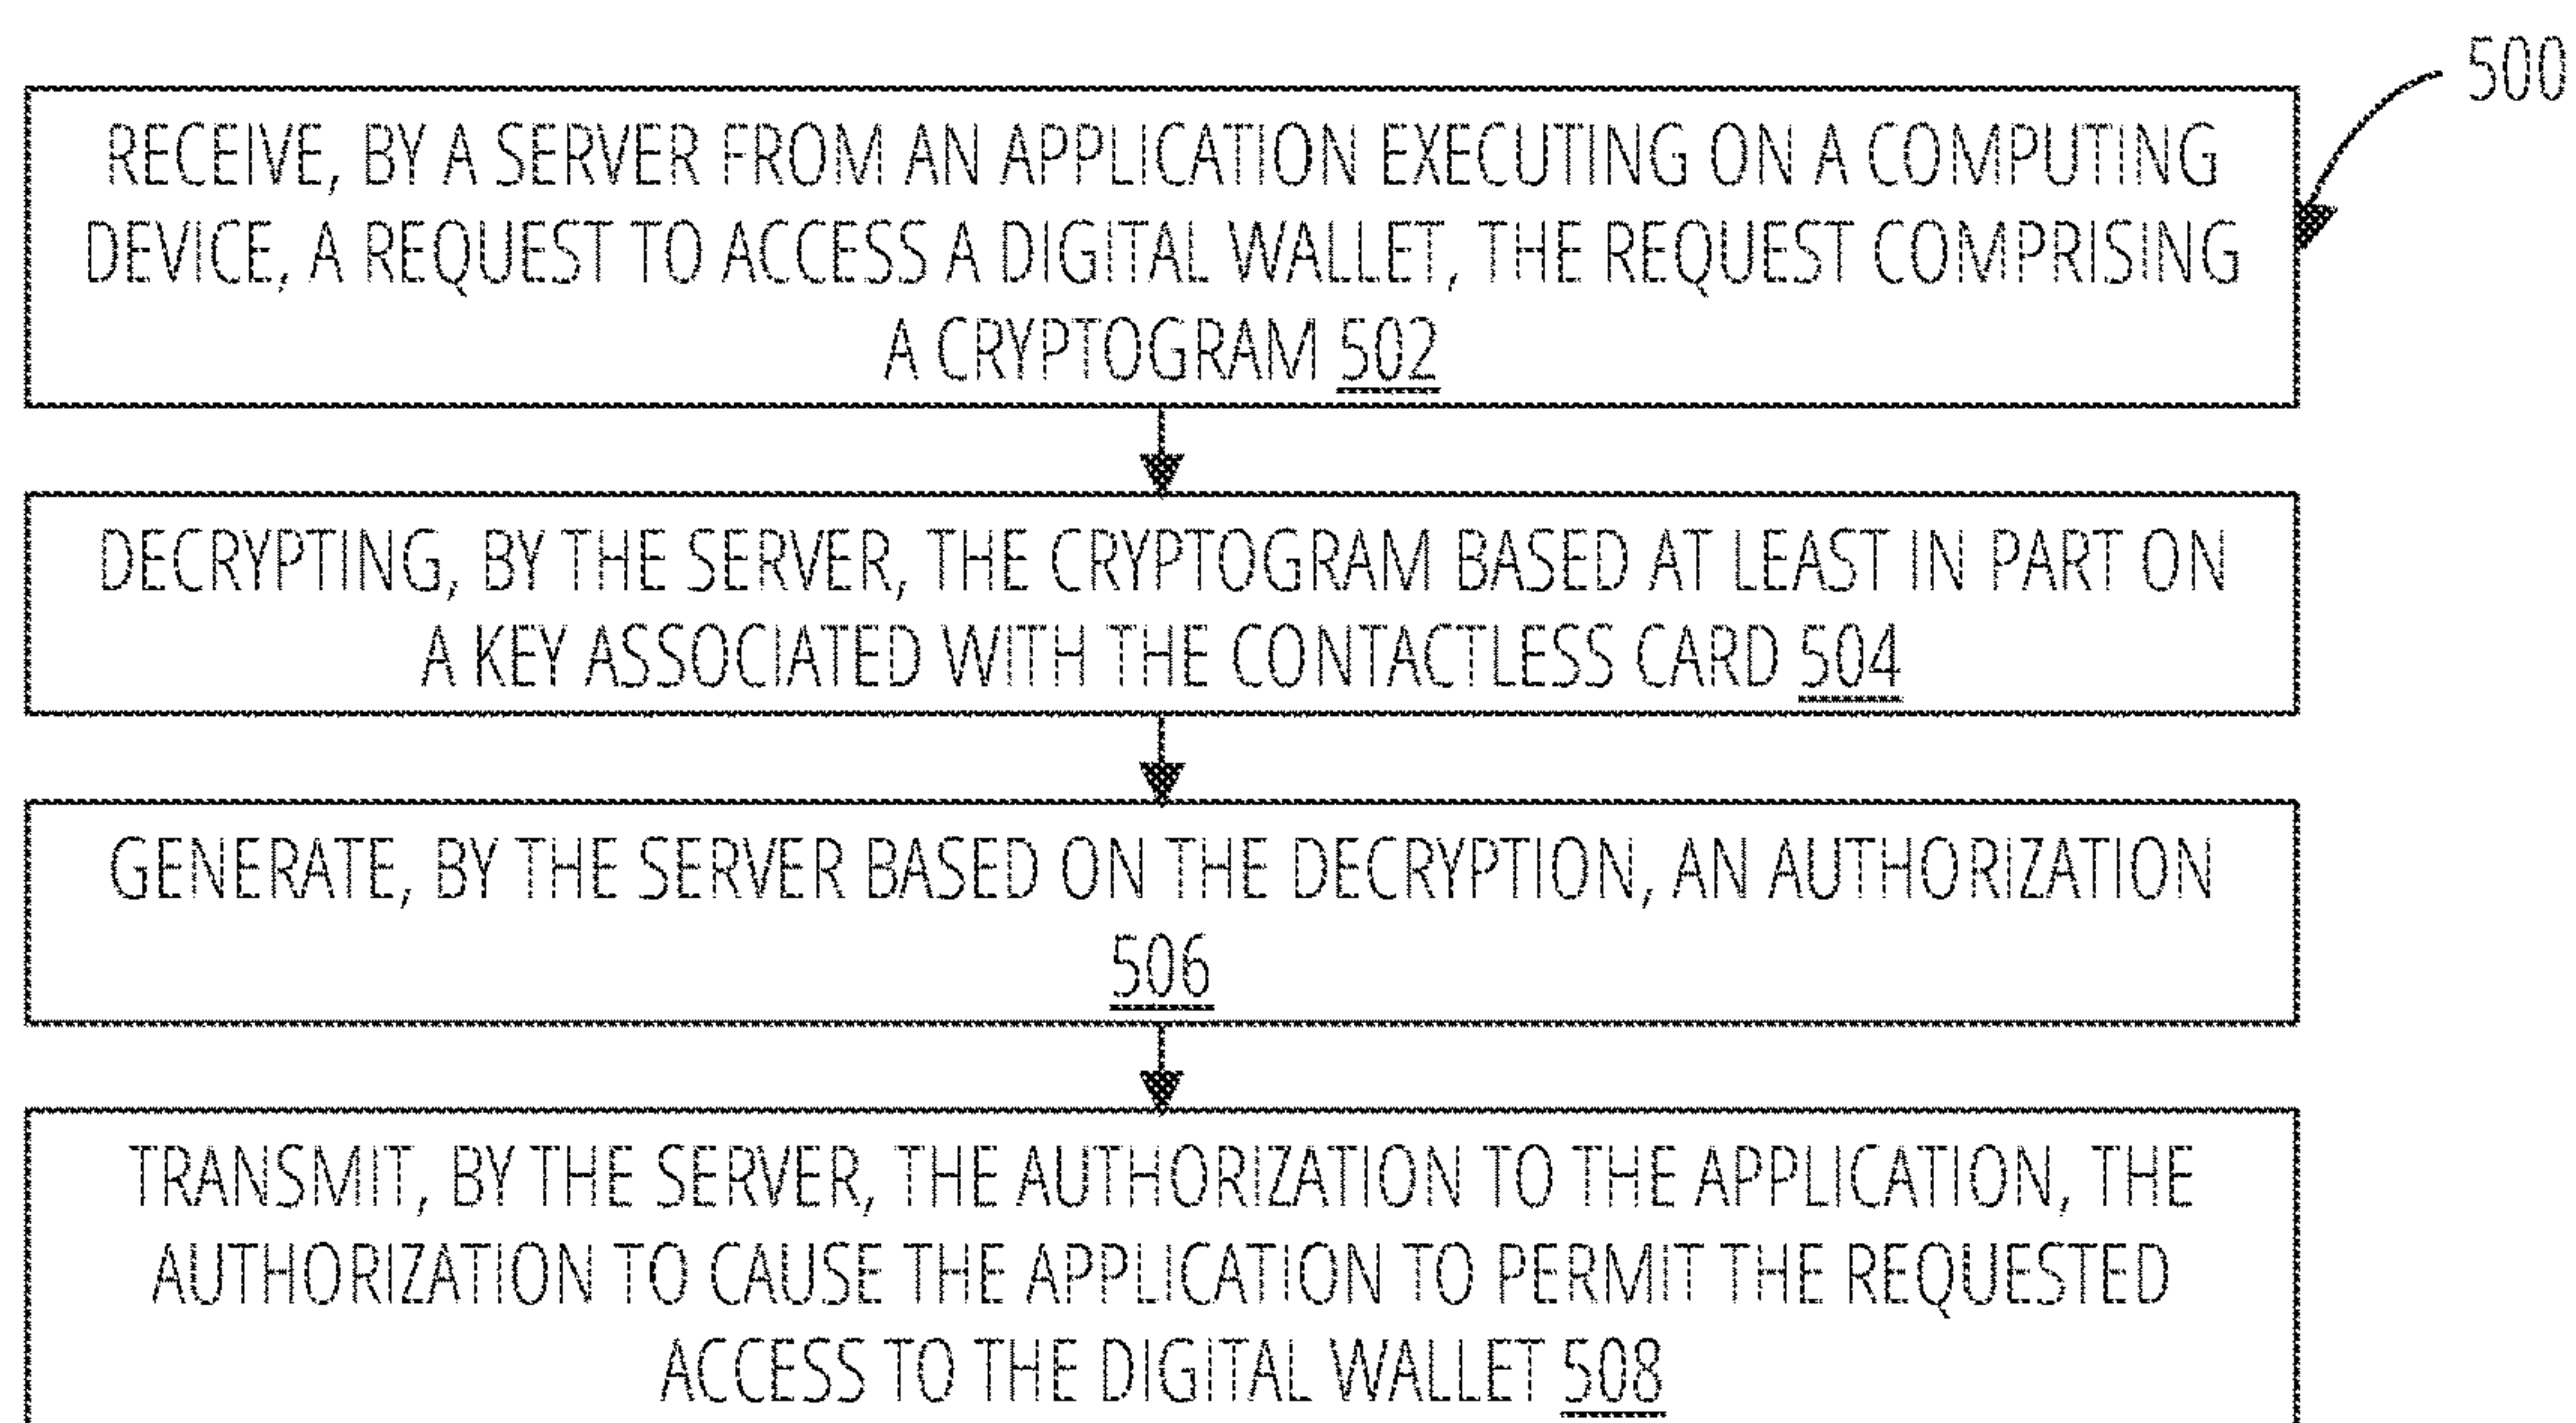 500
RECEIVE, BY A SERVER FROM AN APPLICATION EXECUTING ON A COMPUTING
DEVICE, A REQUEST TO ACCESS A DIGITAL WALLET, THE REQUEST COMPRISING
A CRYPTOGRAM 502
DECRYPTING, BY THE SERVER, THE CRYPTOGRAM BASED AT LEAST IN PART ON
A KEY ASSOCIATED WITH THE CONTACTLESS CARD 504
GENERATE, BY THE SERVER BASED ON THE DECRYPTION, AN AUTHORIZATION
506
TRANSMIT, BY THE SERVER, THE AUTHORIZATION TO THE APPLICATION, THE
AUTHORIZATION TO CAUSE THE APPLICATION TO PERMIT THE REQUESTED
ACCESS TO THE DIGITAL WALLET 508